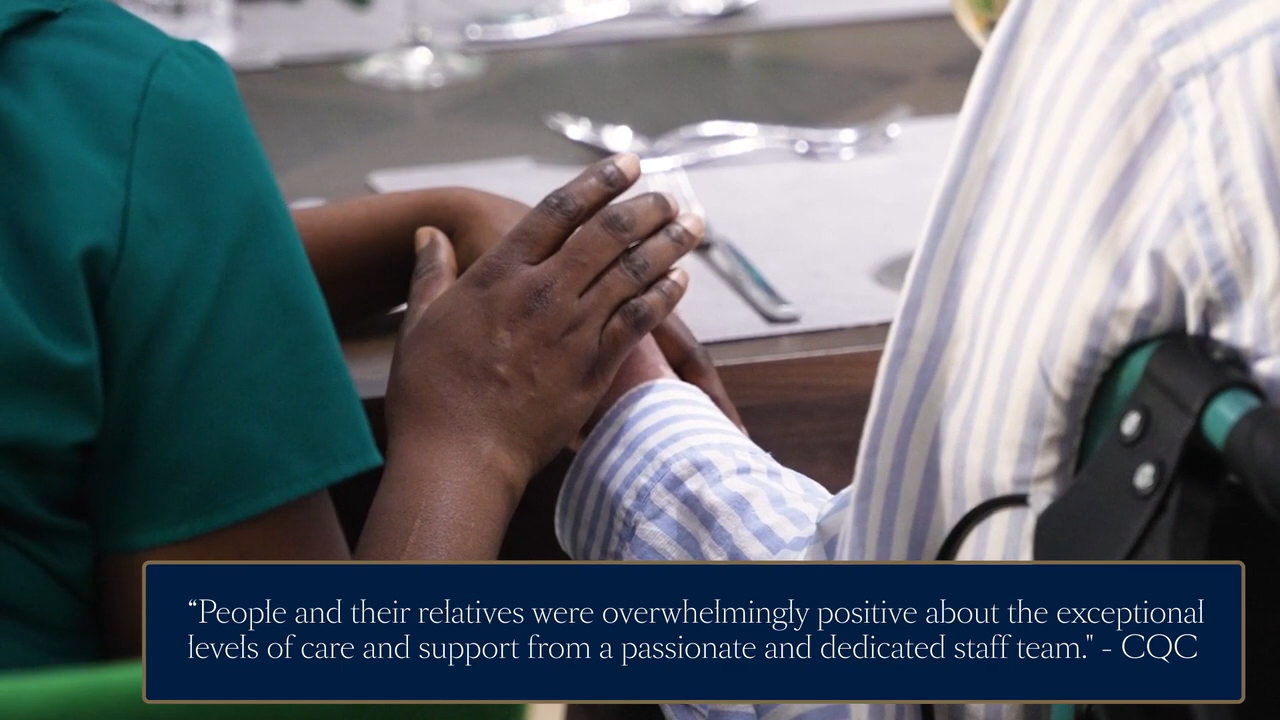 “People and their relatives were overwhelmingly positive about the exceptional
levels of care and support from a passionate and dedicated staff team." - CQC